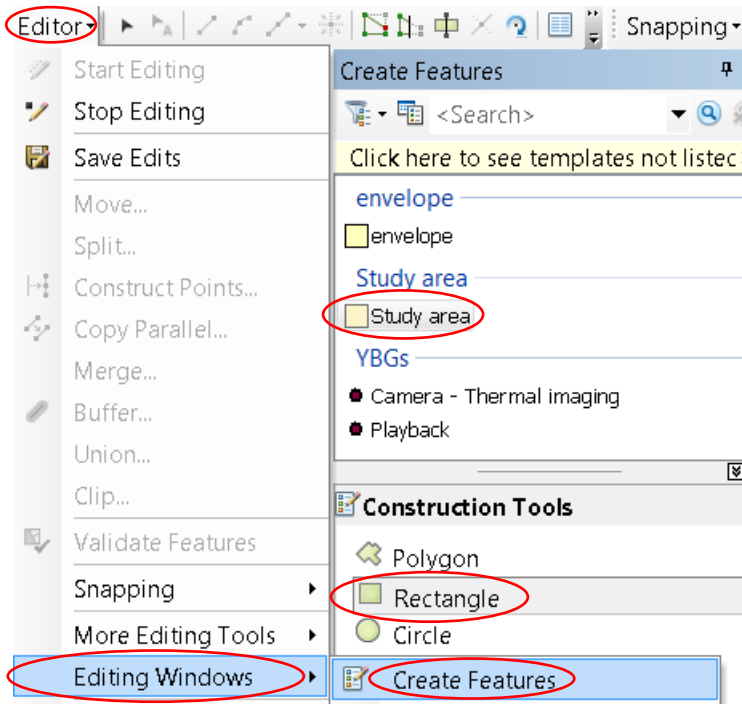 Editor
Snapping
Start Editing
Stop Editing
Save Edits
Move...
Split...
Construct Points...
Copy Parallel...
Merge...
Buffer...
Union...
Clip...
Validate Features
Snapping
More Editing Tools
Editing Windows
Create Features
<Search>
Click here to see templates not listec
envelope
envelope
Study area
Study area
YBGs
Camera - Thermal imaging
Playback
Construction Tools
Polygon
Rectangle
Circle
Create Features